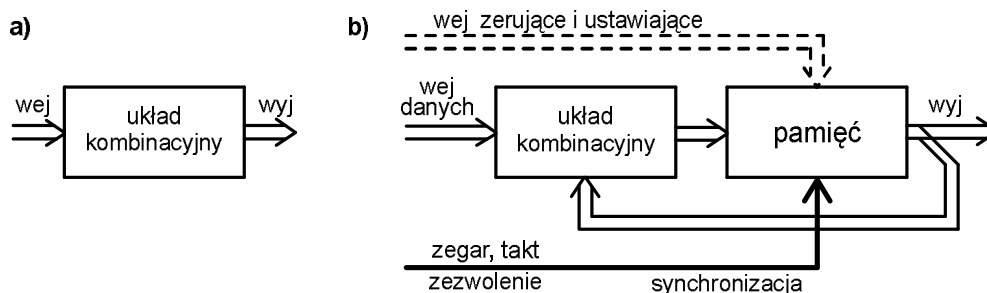 a)
wej
układ
kombinacyjny
wyj
b)
wej zerujące i ustawiające
wej
danych
układ
kombinacyjny
pamięć
wyj
zegar, takt
zezwolenie
synchronizacja